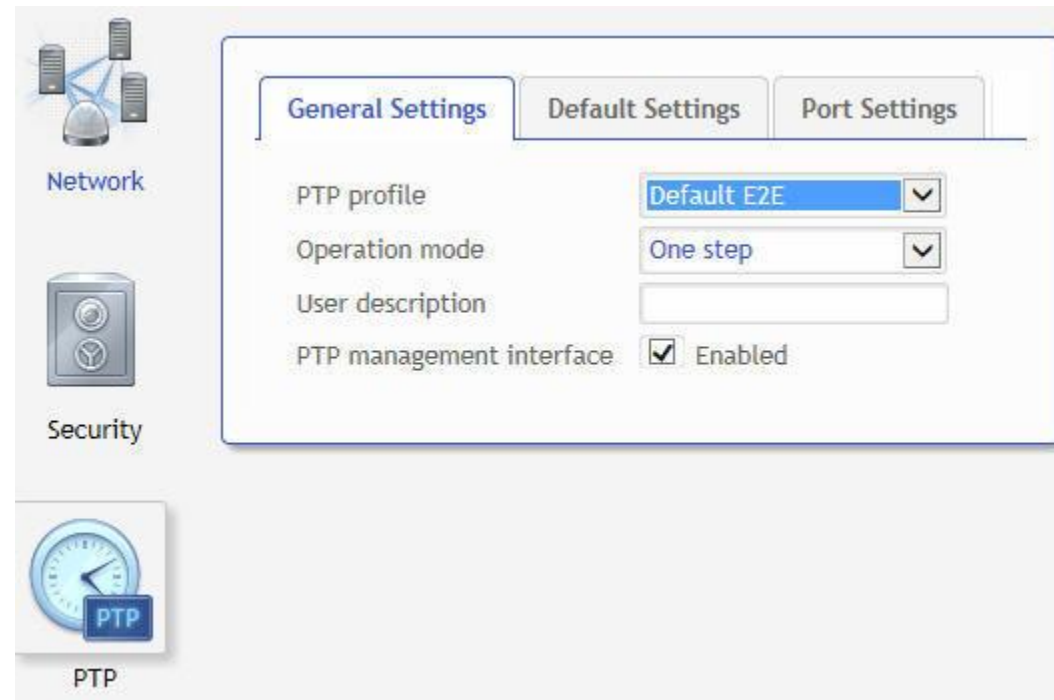 Network
Security
PTP
PTP
General Settings
Default Settings
Port Settings
PTP profile
Default E2E
Operation mode
One step
User description
PTP management interface
Enabled